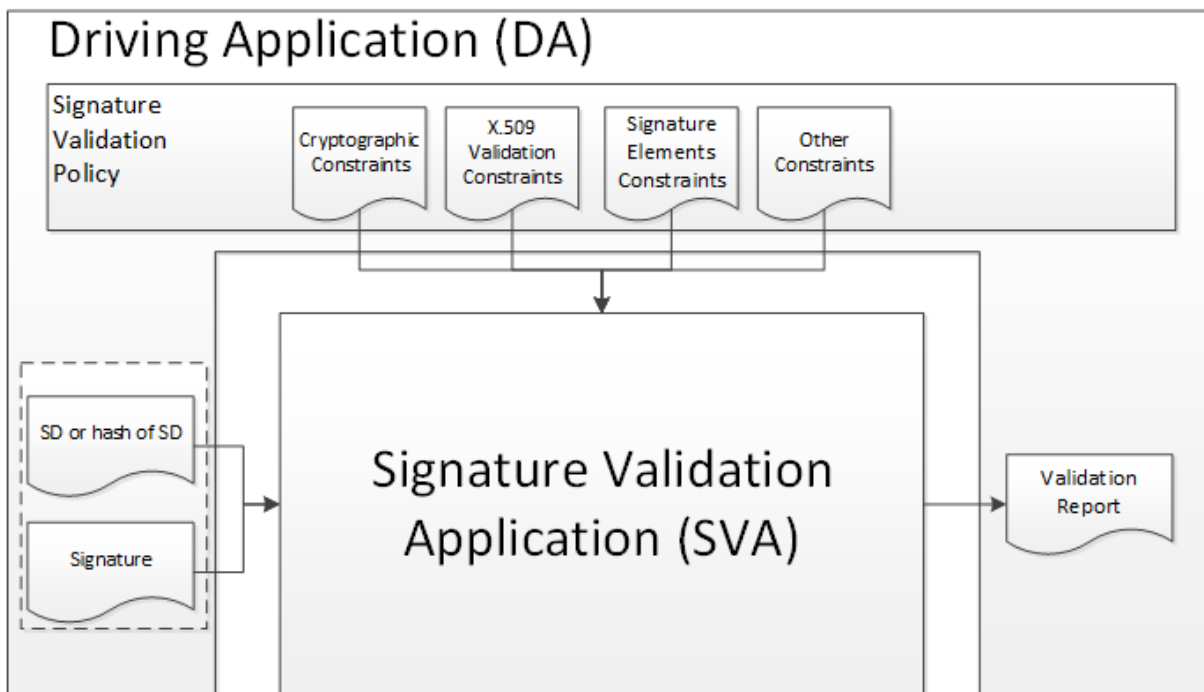 Driving Application (DA)
Signature
Validation
Policy
Cryptographic
Constraints
X.509
Validation
Constraints
Signature
Elements
Constraints
Other
Constraints
SD or hash of SD
Signature
Signature Validation
Application (SVA)
Validation
Report